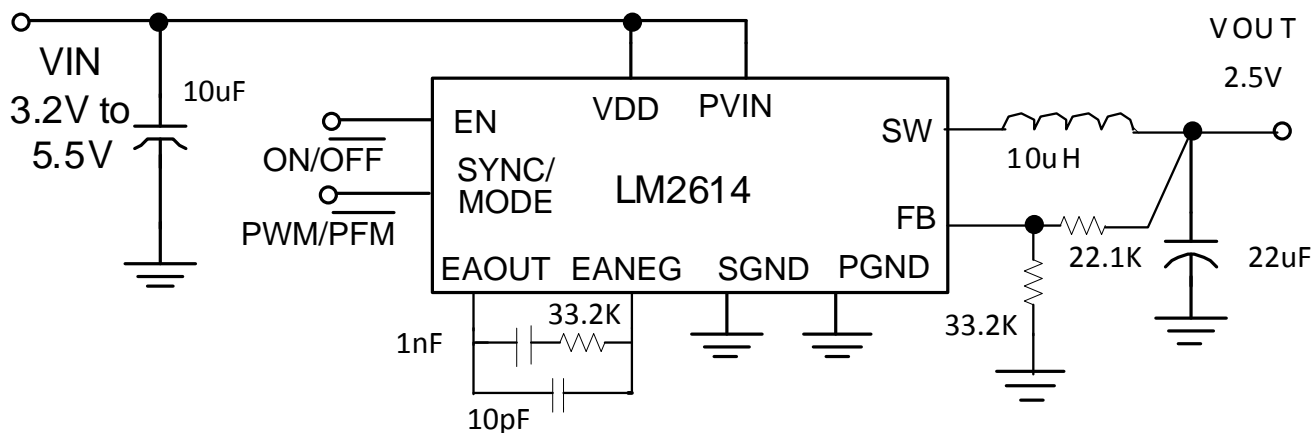 VIN
3.2V to
5.5V
10uF
ON/OFF
PWM/PFM
EN
SYNC/
MODE
VDD
PVIN
LM2614
SW
FB
EAOUT
EANEG
SGND
PGND
1nF
33.2K
10pF
10uH
22.1K
33.2K
VOUT
2.5V
22uF